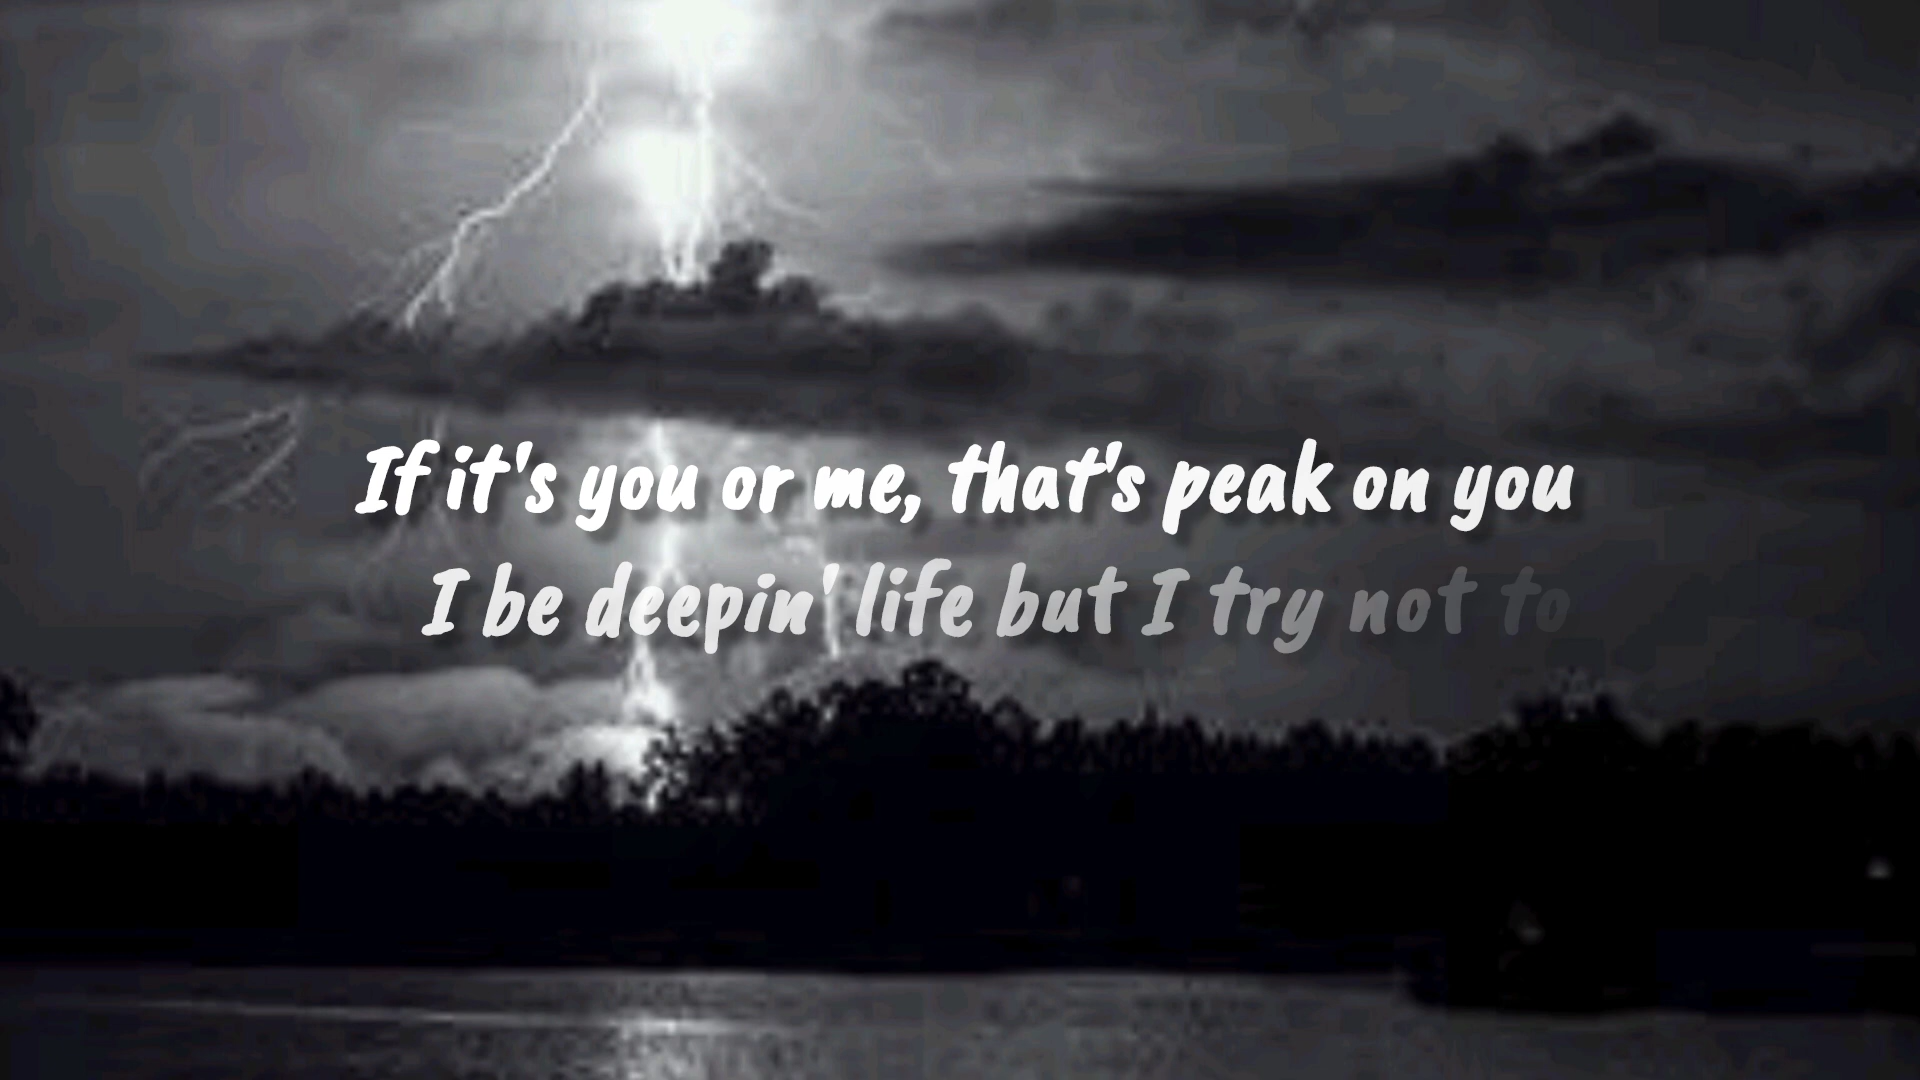 If it's you or me, that's peak on you
I be deepin' life but I try not to